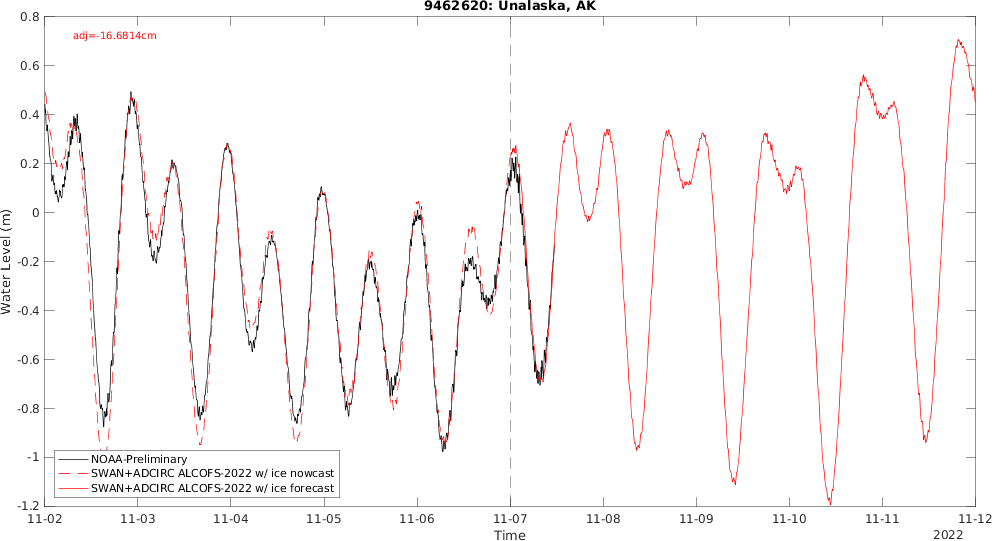 9462620: Unalaska, AK
adj=-16.6814cm
Water Level (m)
0.8
0.6
0.4
0.2
0
-0.2
-0.4
-0.6
-0.8
-1
-1.2
NOAA-Preliminary
SWAN+ADCIRC ALCOFS-2022 w/ ice nowcast
SWAN+ADCIRC ALCOFS-2022 w/ ice forecast
11-02 11-03 11-04 11-05 11-06 11-07 11-08 11-09 11-10 11-11 11-12
Time
2022